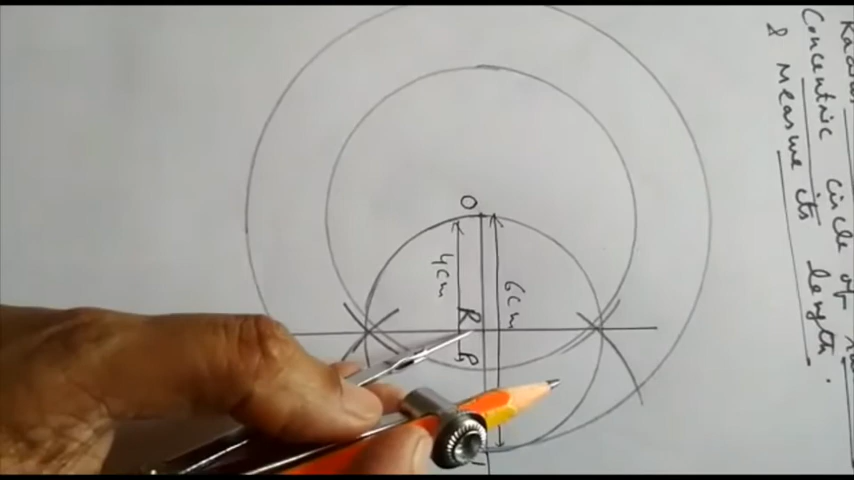 Concentric circle of
& measure its length.
O
4cm
6cm
R
P